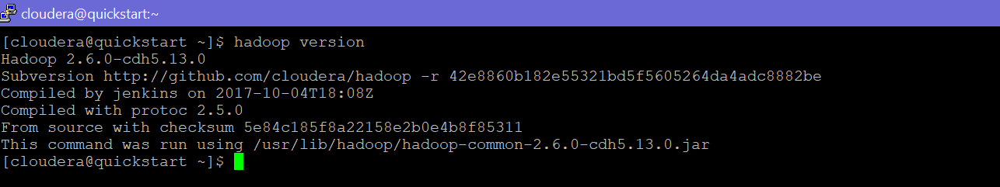 cloudera@quickstart:~
[cloudera@quickstart ~]$ hadoop version
Hadoop 2.6.0-cdh5.13.0
Subversion http://github.com/cloudera/hadoop -r 42e8860b182e55321bd5f5605264da4adc8882be
Compiled by jenkins on 2017-10-04T18:08Z
Compiled with protoc 2.5.0
From source with checksum 5e84c185f8a22158e2b0e4b8f85311
This command was run using /usr/lib/hadoop/hadoop-common-2.6.0-cdh5.13.0.jar
[cloudera@quickstart ~]$